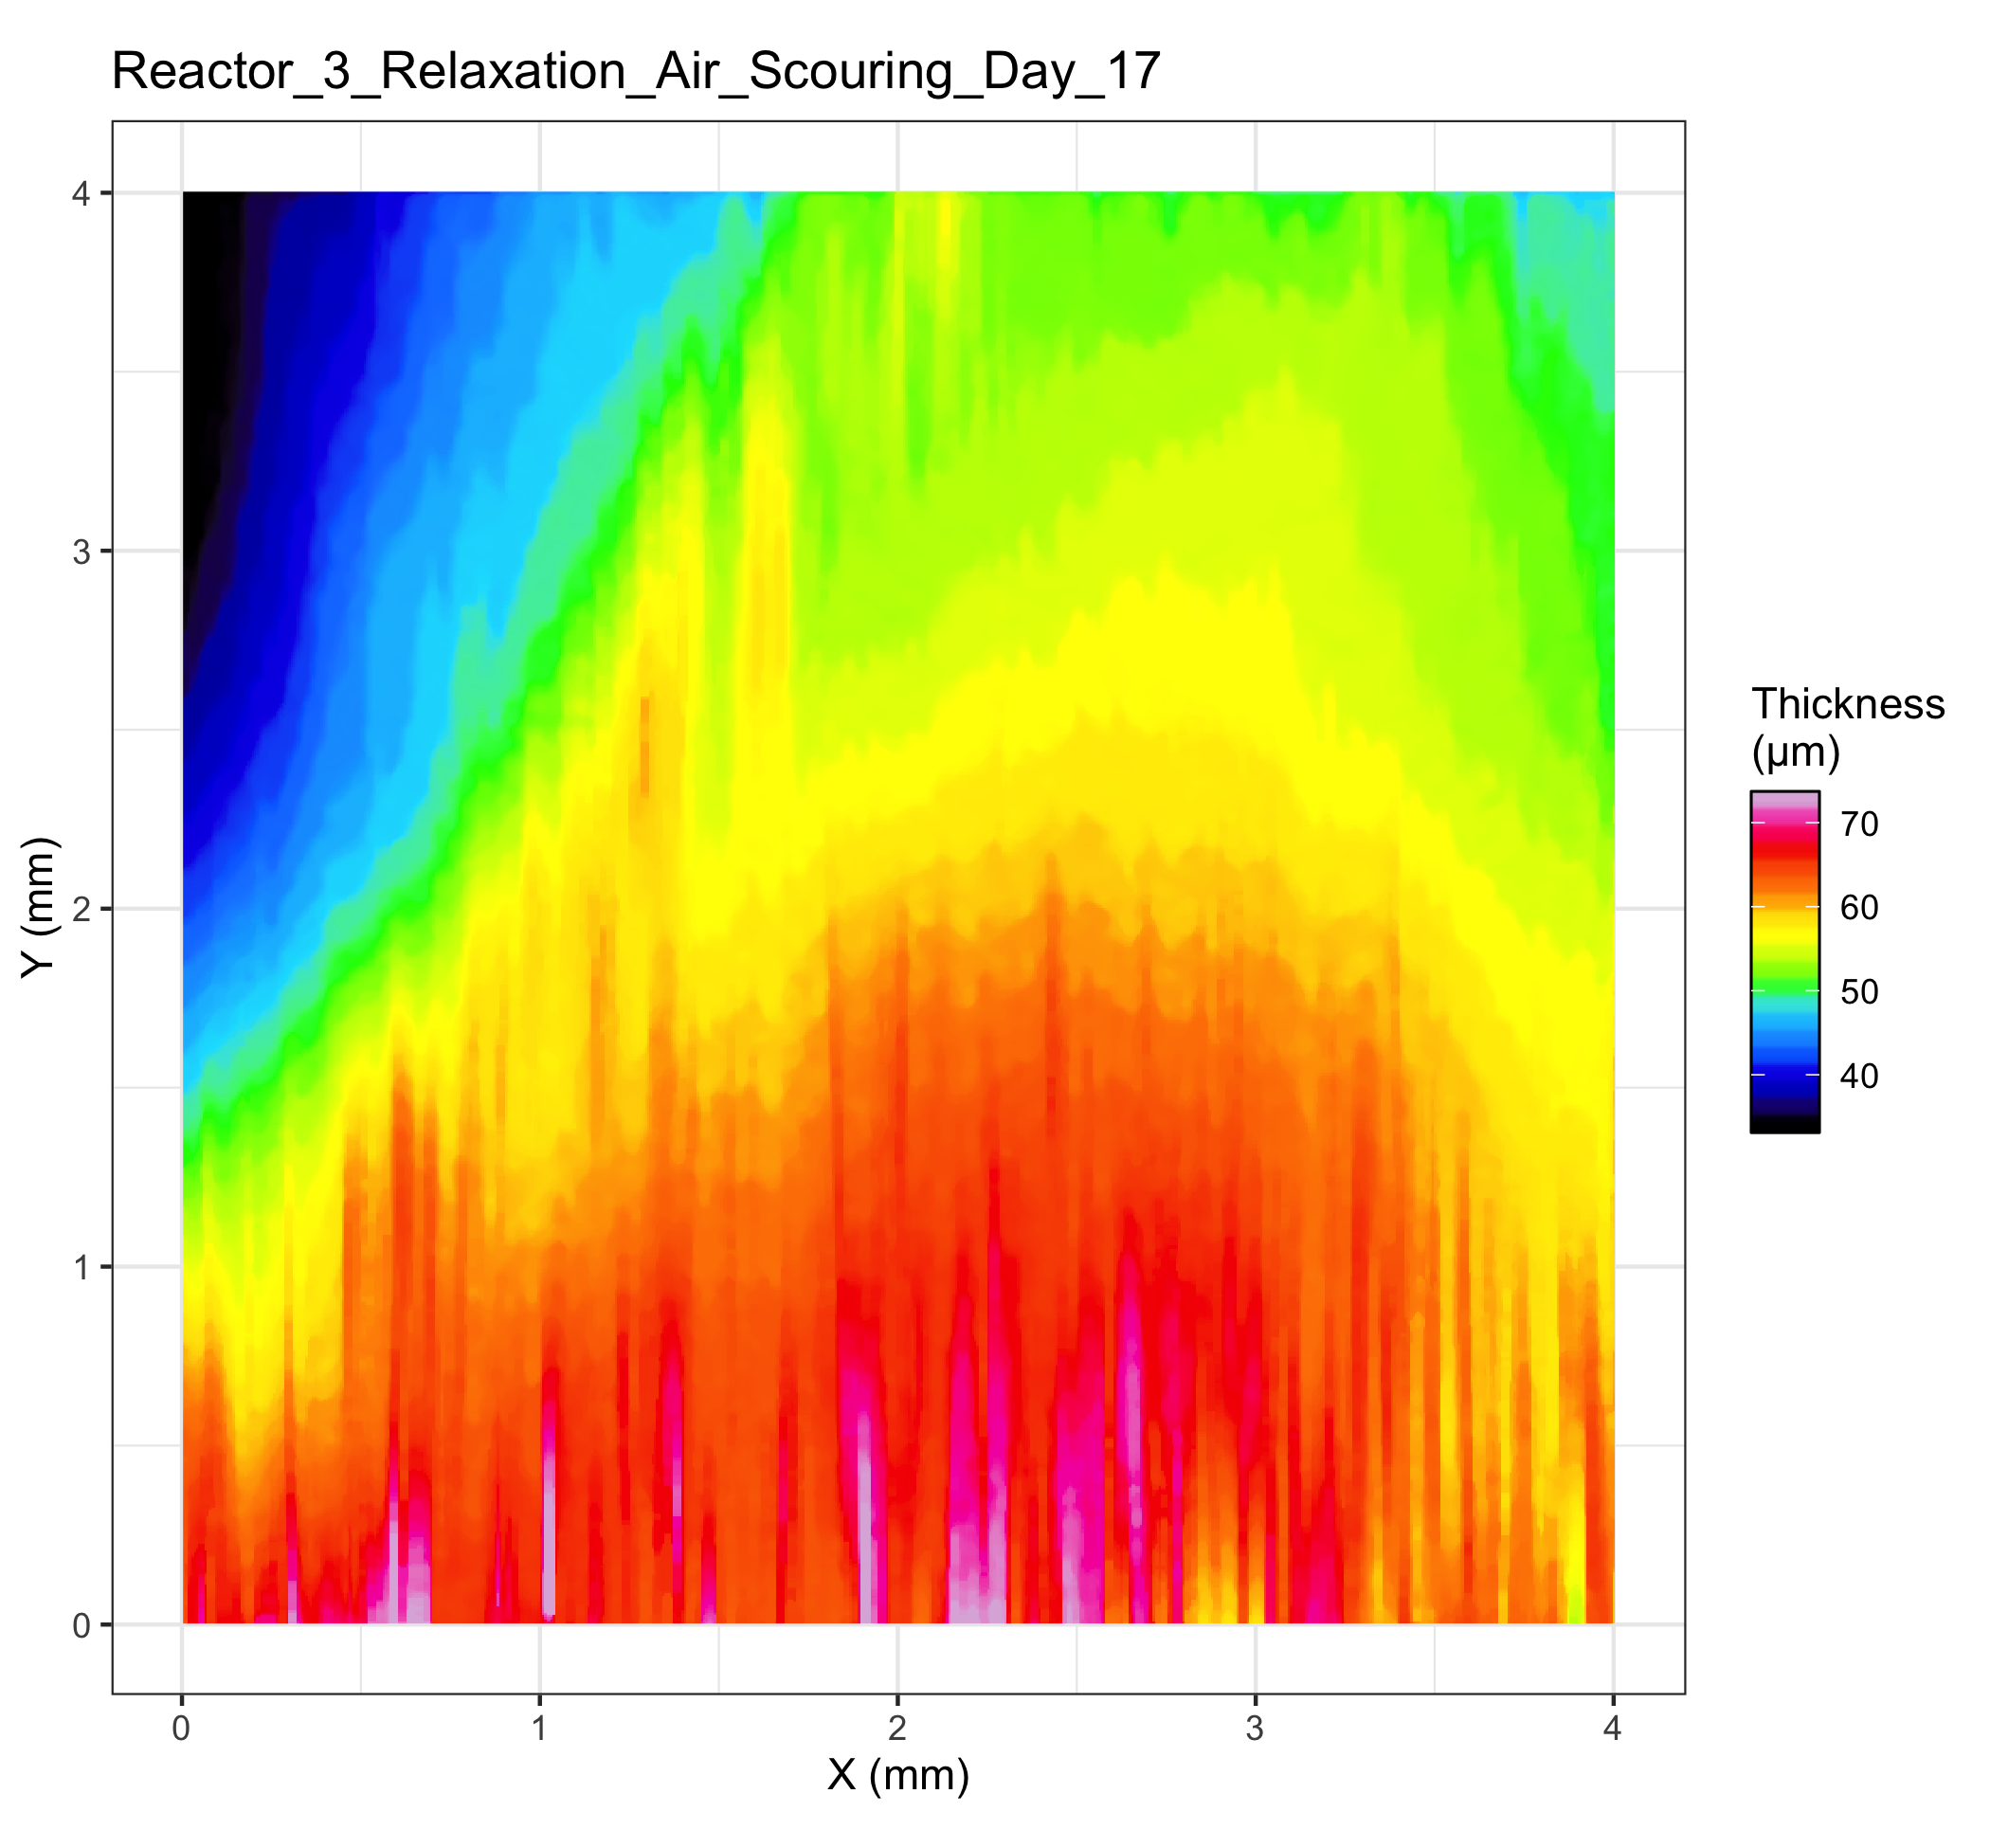 Reactor_3_Relaxation_Air_Scouring_Day_17
4
3
2
1
0
Y (mm)
0 1 2 3 4
X (mm)
Thickness
(µm)
70
60
50
40